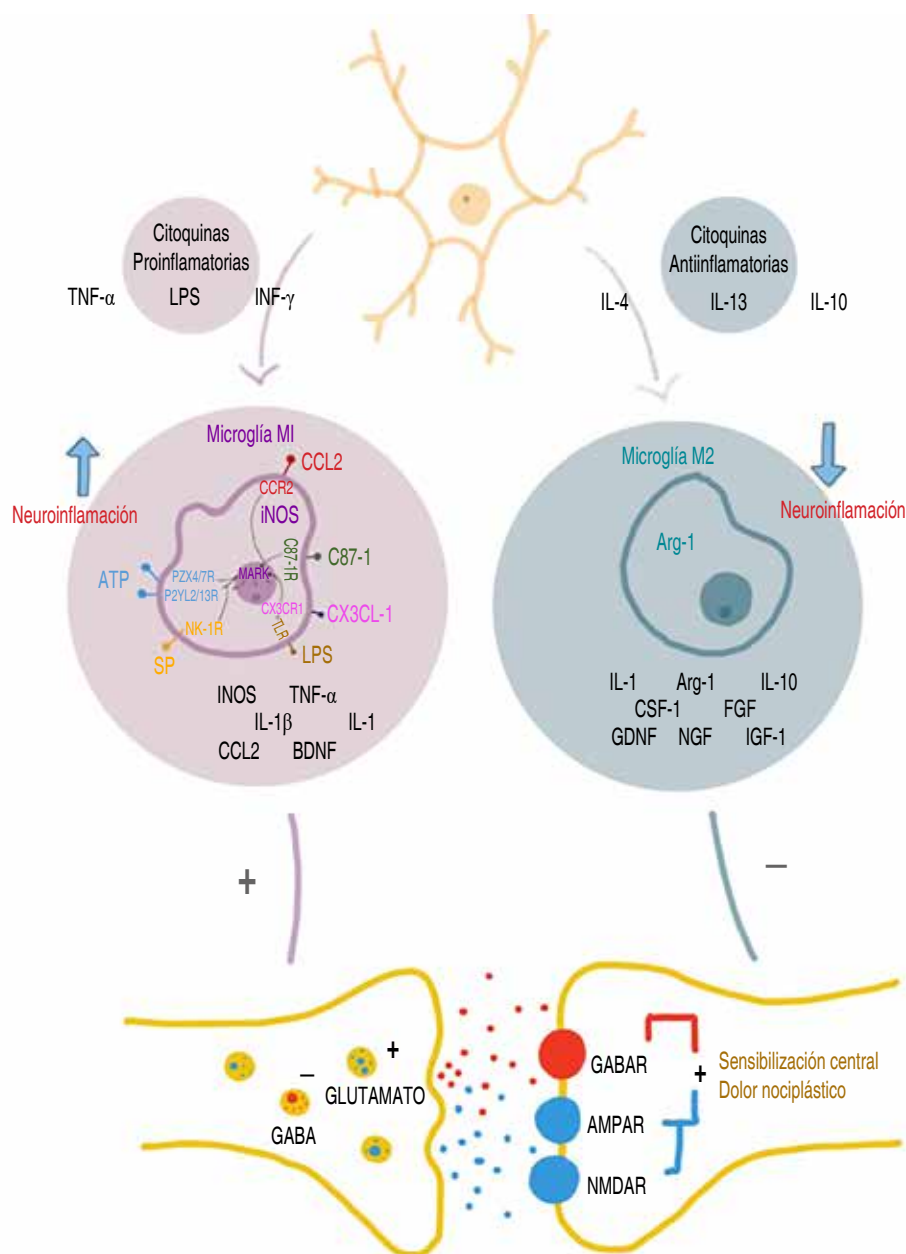 Citoquinas
Proinflamatorias
TNF-α
LPS
INF-γ
Citoquinas
Antiinflamatorias
IL-4
IL-13
IL-10
Microglía MI
CCL2
CCR2
iNOS
Neuroinflamación
C87-1R
C87-1
ATP
PZX4/7R
P2YL2/13R
MARK
CX3CR1
CX3CL-1
NK-1R
TLR
SP
LPS
INOS
TNF-α
IL-1β
IL-1
CCL2
BDNF
Microglía M2
Neuroinflamación
Arg-1
IL-1
Arg-1
IL-10
CSF-1
FGF
GDNF
NGF
IGF-1
+
–
–
+
GLUTAMATO
GABA
GABAR
AMPAR
NMDAR
+
Sensibilización central
Dolor nociplástico